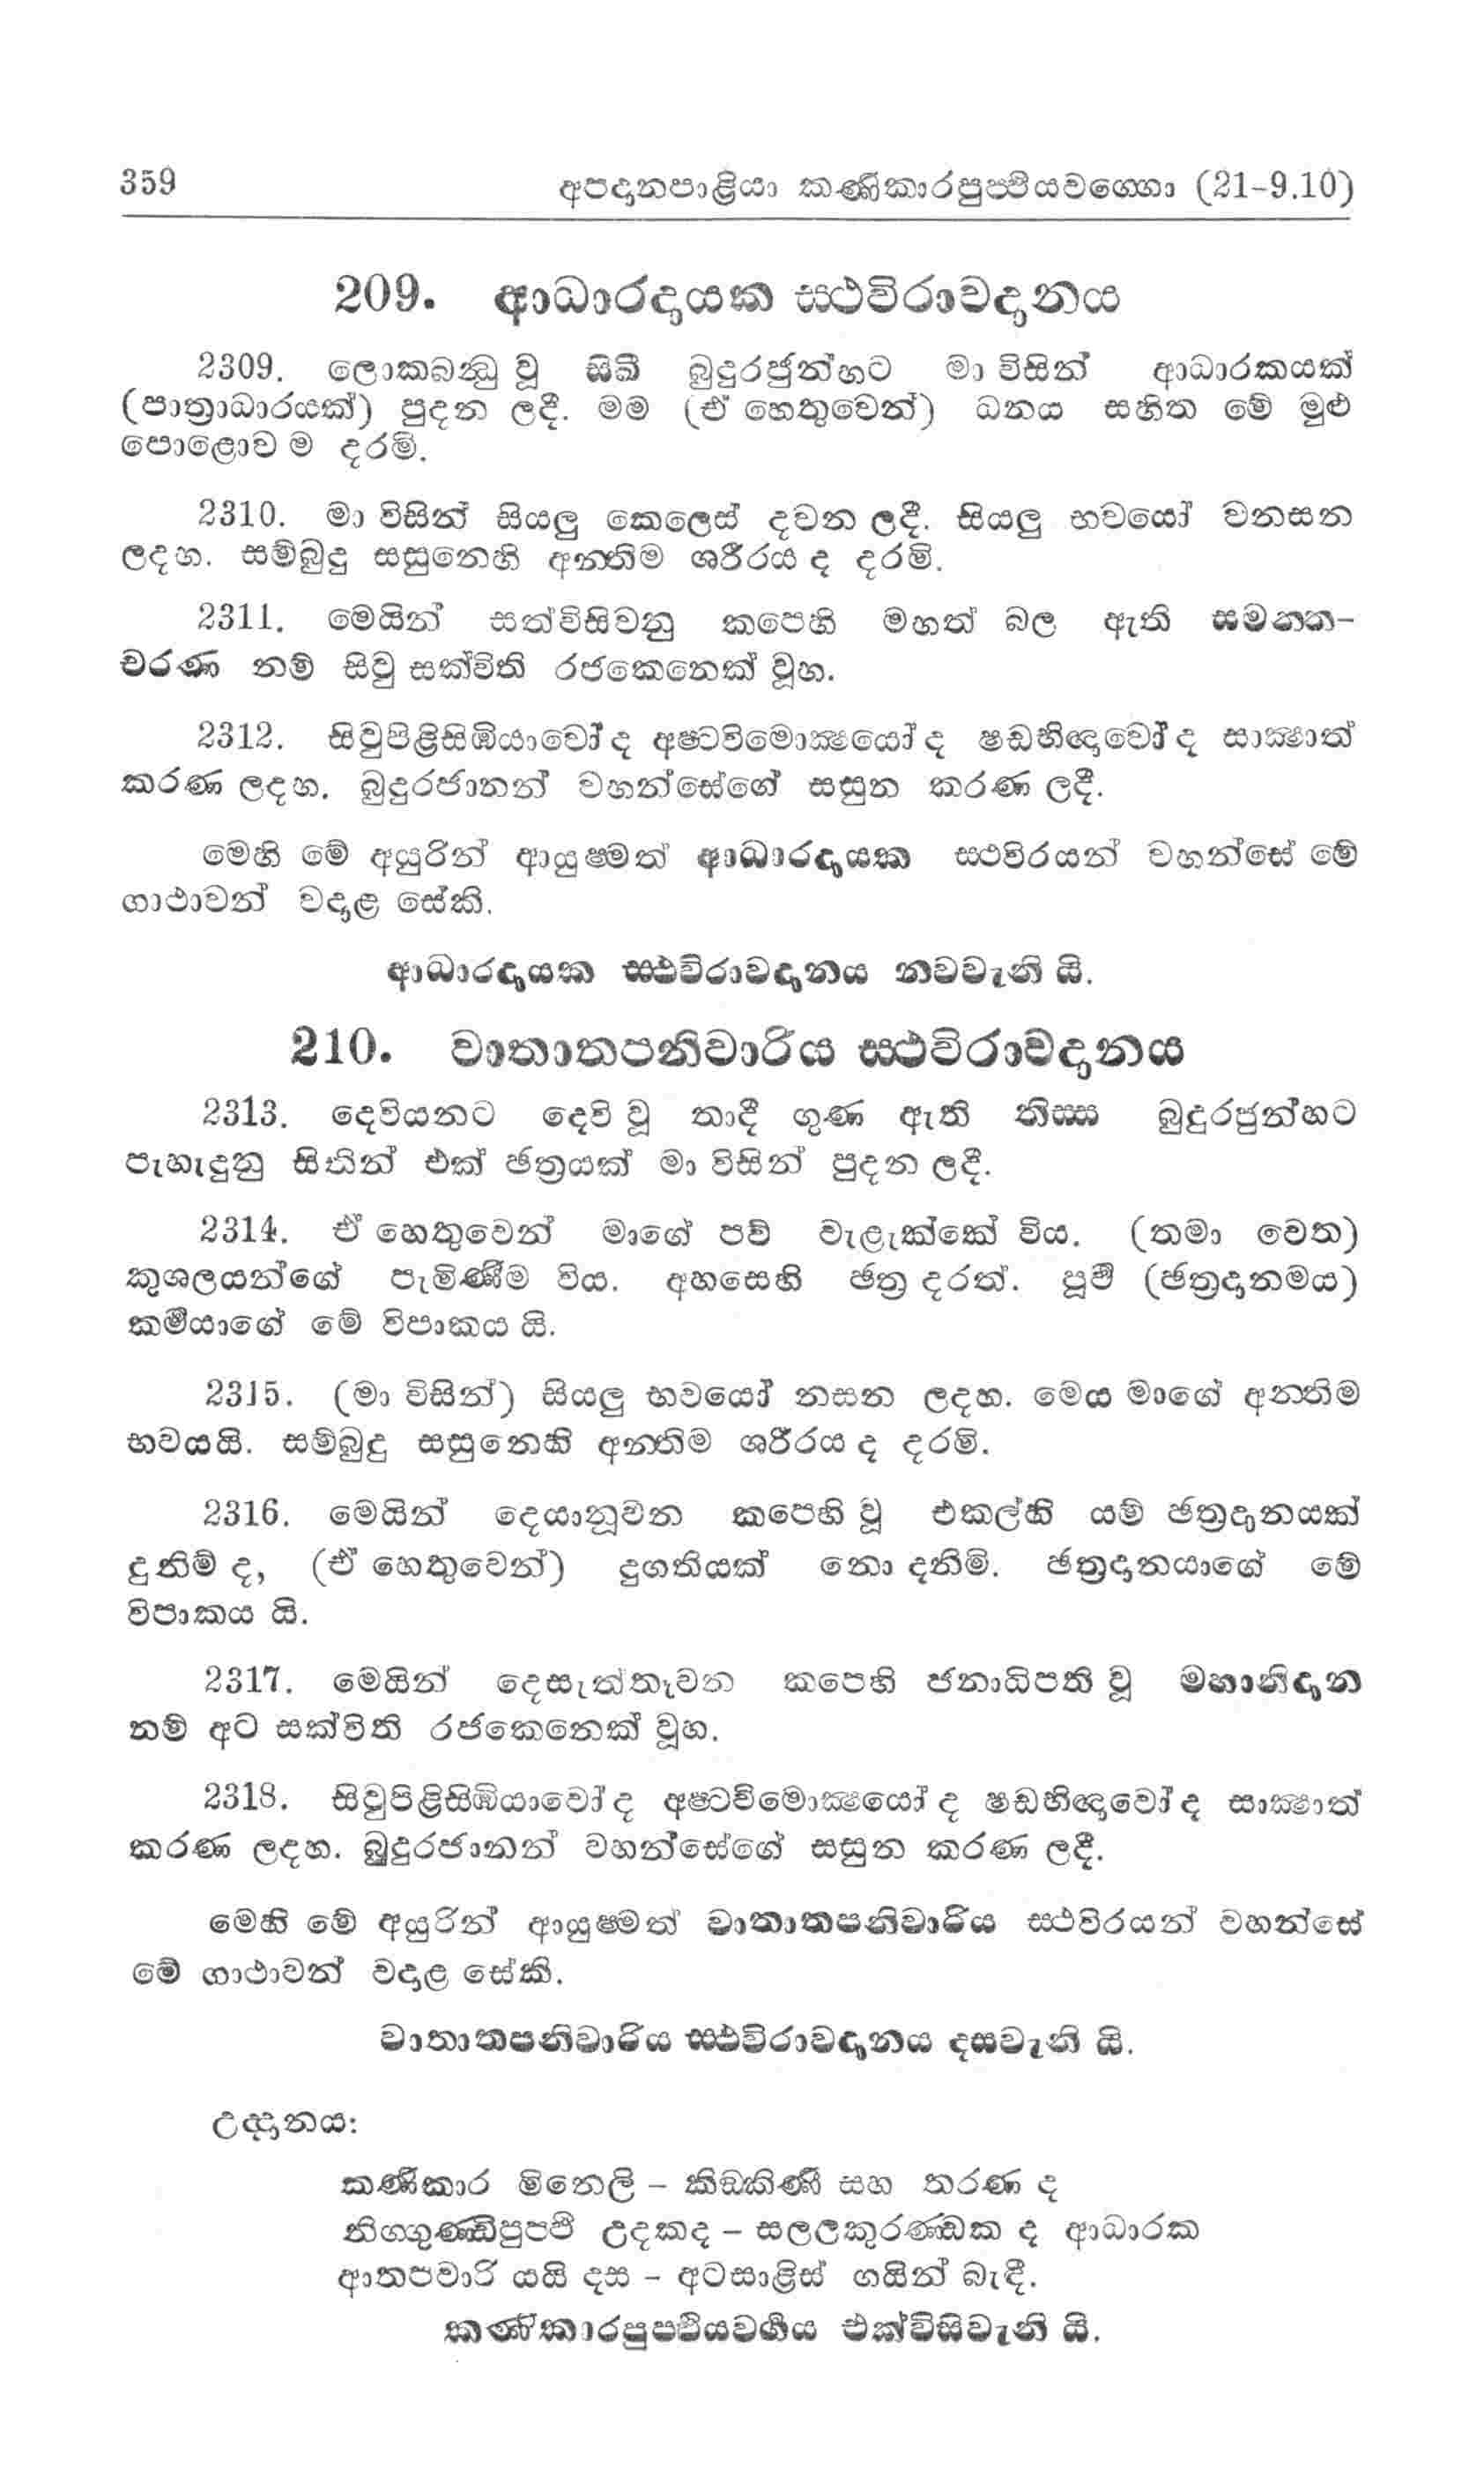 359 අපදානපාළියා කණිකාරපුප්ඵියවග්ගො (21-9.10)
209. ආධාරදායක ස්ථවිරාවදානය
2309. ලොකබන්ධු වූ සිඛී බුදුරජුන්හට මා විසින් ආධාරකයක්
(පාත්‍රාධාරයක්) පුදන ලදී. මම (ඒ හෙතුවෙන්) ධනය සහිත මේ මුළු
පොළොව ම දරමි.
2310. මා විසින් සියලු කෙලෙස් දවන ලදී. සියලු භවයෝ වනසන
ලදහ. සම්බුදු සසුනෙහි අන්තිම ශරීරය ද දරමි.
2311. මෙයින් සත්විසිවනු කපෙහි මහත් බල ඇති සමන්ත-
චරණ නම් සිවු සක්විති රජකෙනෙක් වූහ.
2312. සිවුපිළිසිඹියාවෝ ද අෂ්ටවිමොක්‍ෂයෝ ද ෂඩභිඥාවෝ ද සාක්‍ෂාත්
කරණ ලදහ. බුදුරජානන් වහන්සේගේ සසුන කරණ ලදී.
මෙහි මේ අයුරින් ආයුෂ්මත් ආධාරදායක ස්ථවිරයන් වහන්සේ මේ
ගාථාවන් වදාළ සේකි.
ආධාරදායක ස්ථවිරාවදානය නවවැනි යි.
210. වාතාතපනිවාරිය ස්ථවිරාවදානය
2313. දෙවියනට දෙවි වූ තාදී ගුණ ඇති තිස්ස බුදුරජුන්හට
පැහැදුනු සිතින් එක් ඡත්‍රයක් මා විසින් පුදන ලදී.
2314. ඒ හෙතුවෙන් මාගේ පව් වැළැක්කේ විය. (තමා වෙත)
කුශලයන්ගේ පැමිණීම විය. අහසෙහි ඡත්‍ර දරත්. පූර්‍ව (ඡත්‍රදානමය)
කර්‍මයාගේ මේ විපාකය යි.
2315. (මා විසින්) සියලු භවයෝ නසන ලදහ. මෙය මාගේ අන්තිම
භවයයි. සම්බුදු සසුනෙහි අන්තිම ශරීරය ද දරමි.
2316. මෙයින් දෙයානූවන කපෙහි වූ එකල්හි යම් ඡත්‍රදානයක්
දුනිම් ද, (ඒ හෙතුවෙන්) දුගතියක් නො දනිමි. ඡත්‍රදානයාගේ මේ
විපාකය යි.
2317. මෙයින් දෙසැත්තෑවන කපෙහි ජනාධිපති වූ මහානිදාන
නම් අට සක්විති රජකෙනෙක් වූහ.
2318. සිවුපිළිසිඹියාවෝ ද අෂ්ටවිමොක්‍ෂයෝ ද ෂඩභිඥාවෝ ද සාක්‍ෂාත්
කරණ ලදහ. බුදුරජානන් වහන්සේගේ සසුන කරණ ලදී.
මෙහි මේ අයුරින් ආයුෂ්මත් වාතාතපනිවාරිය ස්ථවිරයන් වහන්සේ
මේ ගාථාවන් වදාළ සේකි.
වාතාතපනිවාරිය ස්ථවිරාවදානය දසවැනි යි.
උද්දානය:
කණිකාර මිනෙලි - කිඞ්කිණි සහ තරණ ද
නිග්ගුණ්ඩිපුප්ඵි උදකද - සලලකුරණ්ඩක ද ආධාරක
ආතපවාරි යයි දස - අටසාළිස් ගයින් බැඳී.
කර්‍ණිකාරපුප්ඵියවර්‍ගය එක්විසිවැනි යි.